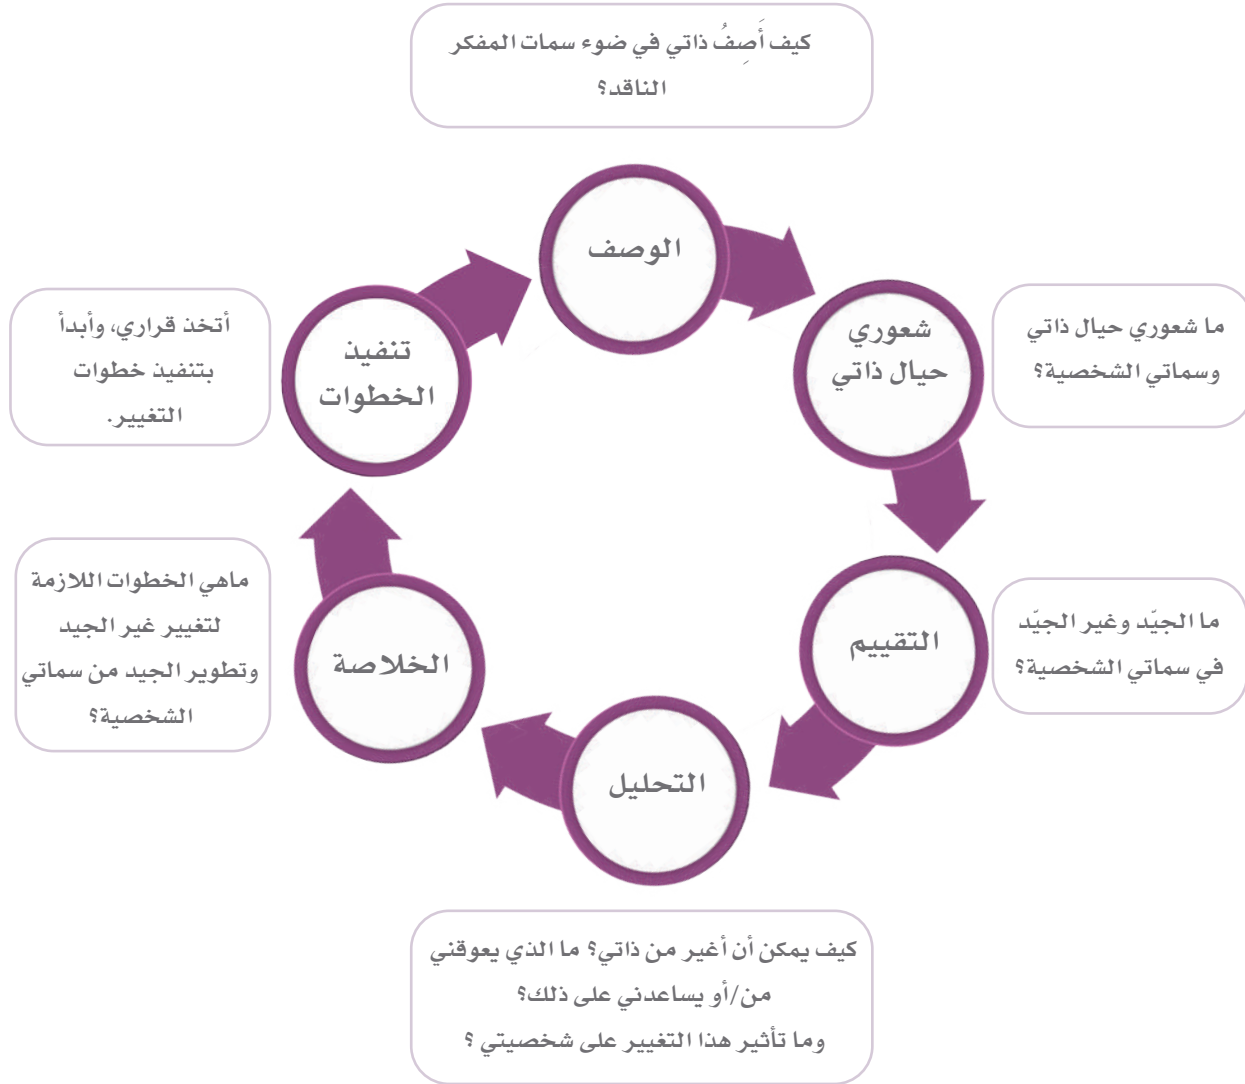 كيف أَصِفُ ذاتي في ضوء سمات المفكر
الناقد؟
الوصف
شعوري
حيال ذاتي
ما شعوري حيال ذاتي
وسماتي الشخصية؟
التقييم
ما الجيّد وغير الجيّد
في سماتي الشخصية؟
التحليل
كيف يمكن أن أغير من ذاتي؟ ما الذي يعوقني
من/أو يساعدني على ذلك؟
وما تأثير هذا التغيير على شخصيتي ؟
الخلاصة
ماهي الخطوات اللازمة
لتغيير غير الجيد
وتطوير الجيد من سماتي
الشخصية؟
تنفيذ
الخطوات
أتخذ قراري، وأبدأ
بتنفيذ خطوات
التغيير.